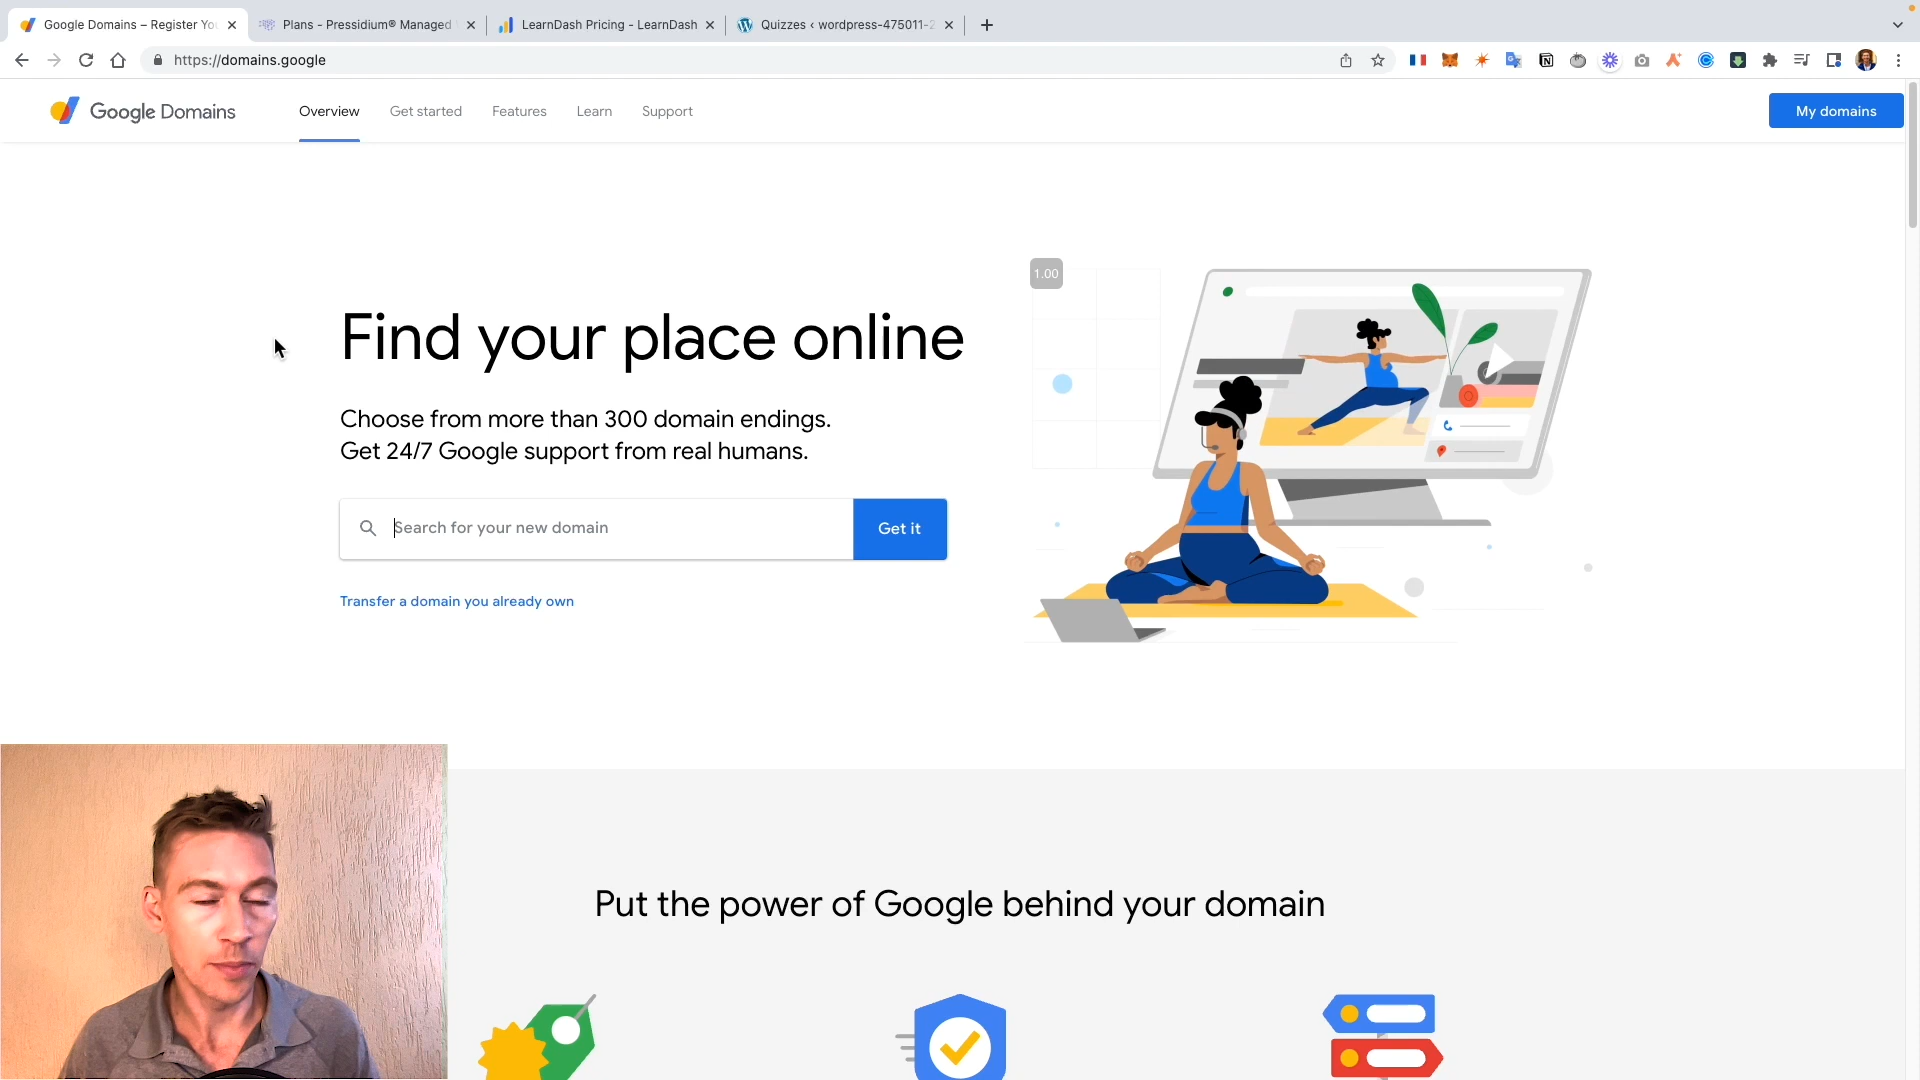 Google Domains – Register Yo
Plans - Pressidium® Managed
LearnDash Pricing - LearnDash
Quizzes ‹ wordpress-475011-2
https://domains.google
Google Domains
Overview
Get started
Features
Learn
Support
My domains
1.00
Find your place online
Choose from more than 300 domain endings.
Get 24/7 Google support from real humans.
Search for your new domain
Get it
Transfer a domain you already own
Put the power of Google behind your domain